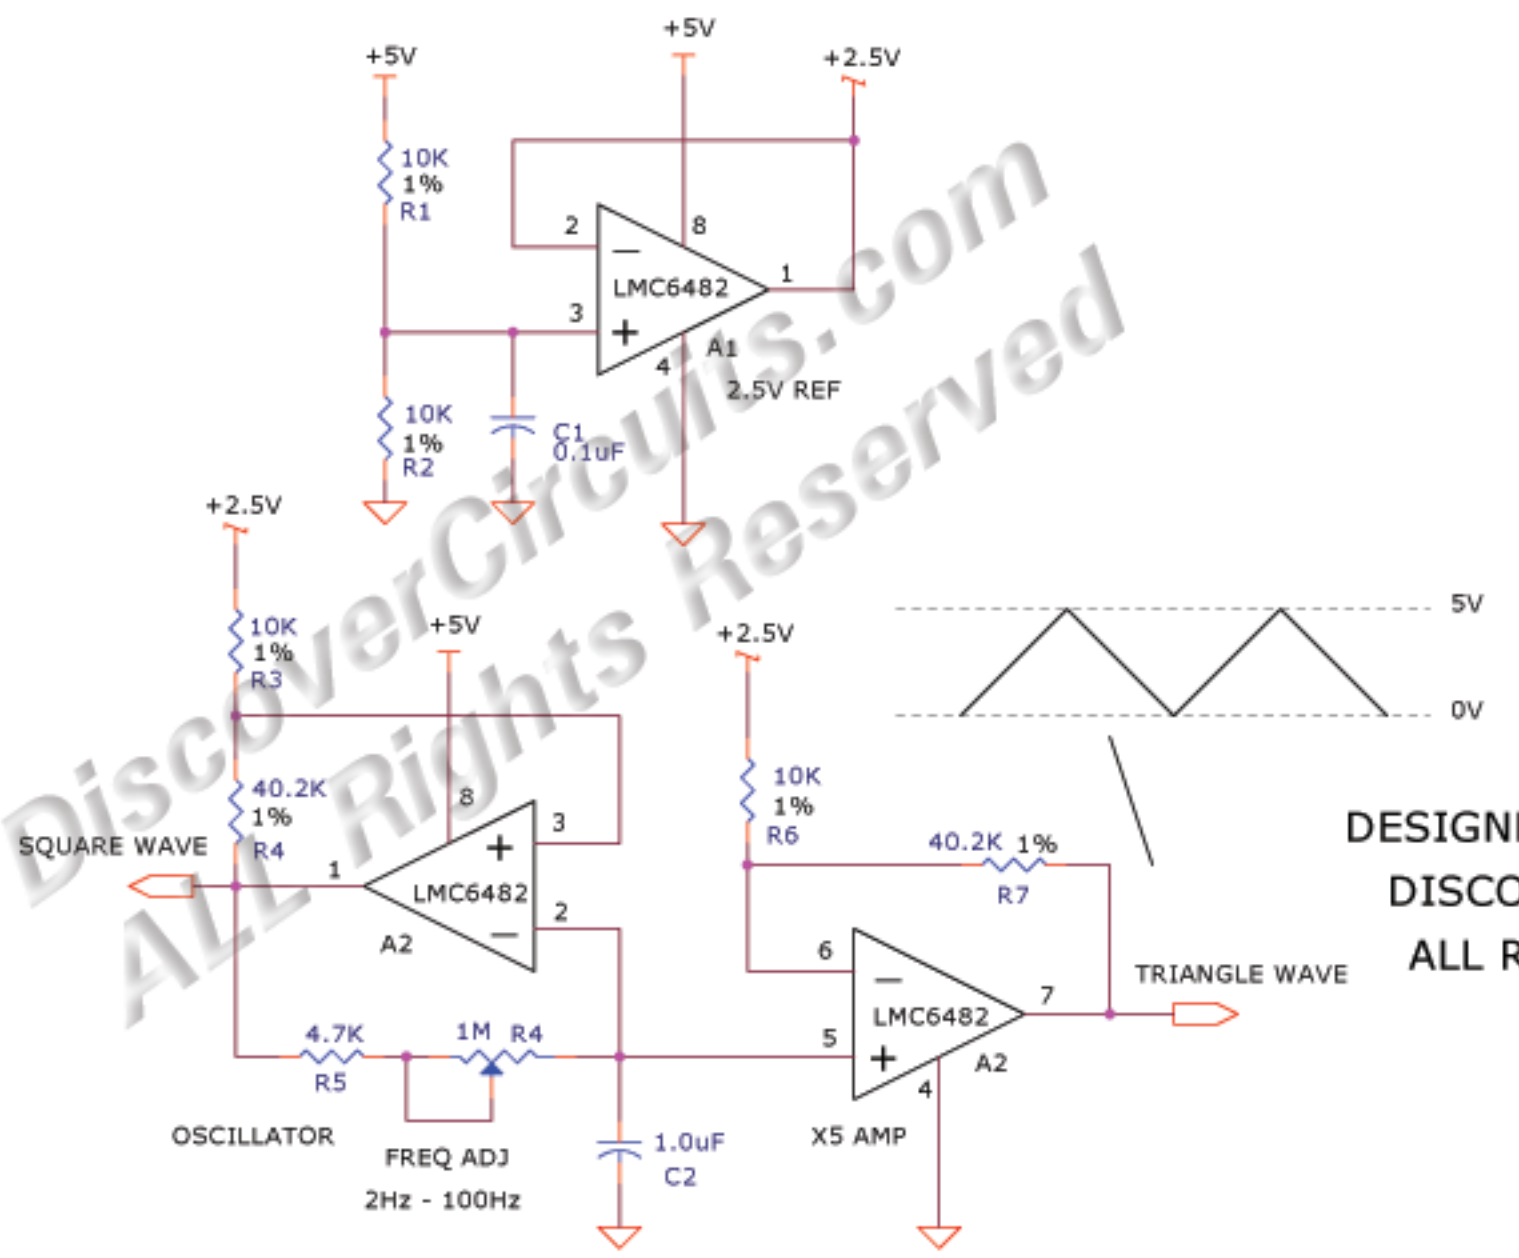 +5V
+5V
+2.5V
10K
1%
R1
2
8
LMC6482
1
3
4
A1
2.5V REF
10K
1%
R2
C1
0.1uF
+2.5V
10K
1%
R3
+5V
+2.5V
5V
0V
40.2K
1%
R4
SQUARE WAVE
8
3
1
LMC6482
2
A2
10K
1%
R6
40.2K 1%
R7
6
LMC6482
7
5
4
A2
TRIANGLE WAVE
X5 AMP
4.7K
R5
1M R4
OSCILLATOR
FREQ ADJ
2Hz - 100Hz
1.0uF
C2
DISCO
ALL R
DiscoverCircuits.com
ALL Rights Reserved